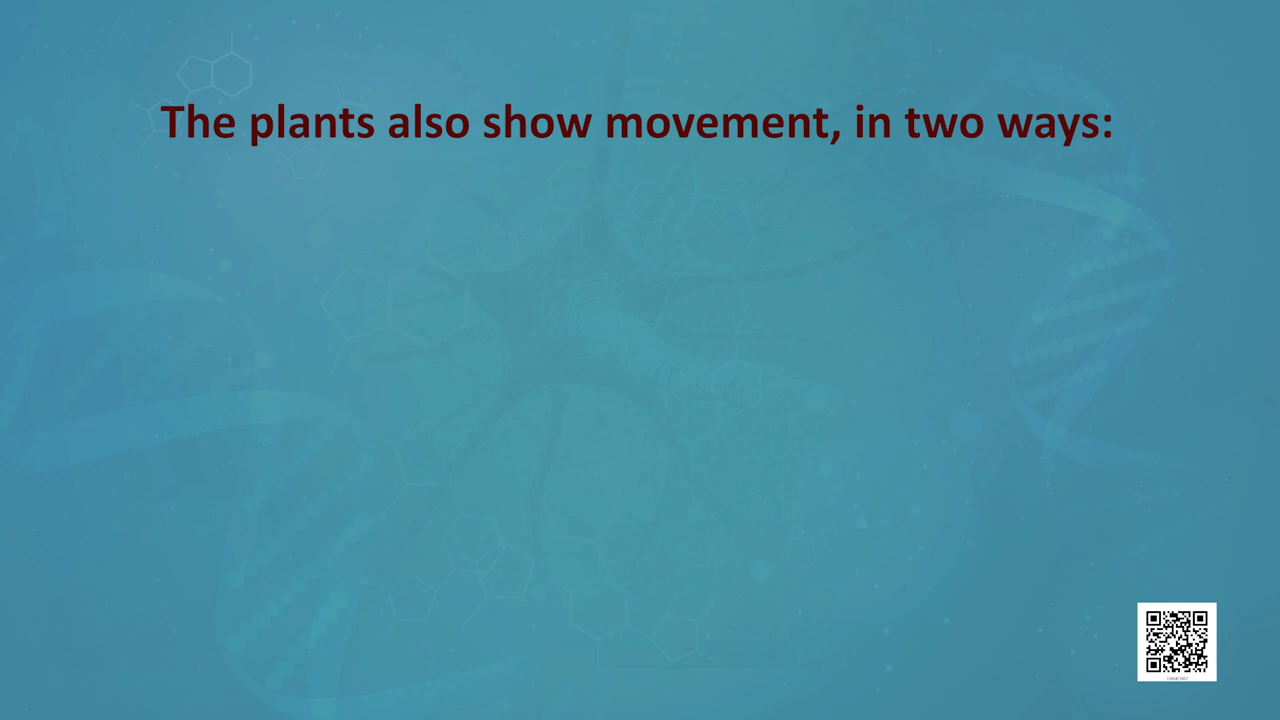 The plants also show movement, in two ways: